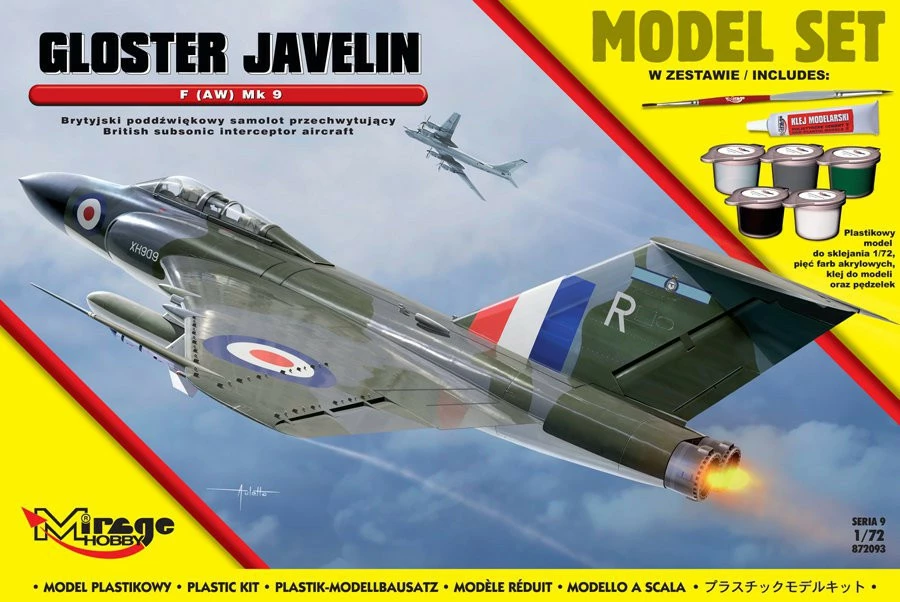 GLOSTER JAVELIN
F (AW) Mk 9
Brytyjski poddźwiękowy samolot przechwytujący
British subsonic interceptor aircraft
MODEL SET
W ZESTAWIE / INCLUDES:
KLEJ MODELARSKI
Plastikowy
model
do sklejania 1/72,
pięć farb akrylowych,
klej do modeli
oraz pędzelek
XH909
R
Mirage®
HOBBY
SERIA 9
1/72
872093
• MODEL PLASTIKOWY • PLASTIC KIT • PLASTIK-MODELLBAUSATZ • MODÈLE RÉDUIT • MODELLO A SCALA • プラスチックモデルキット •